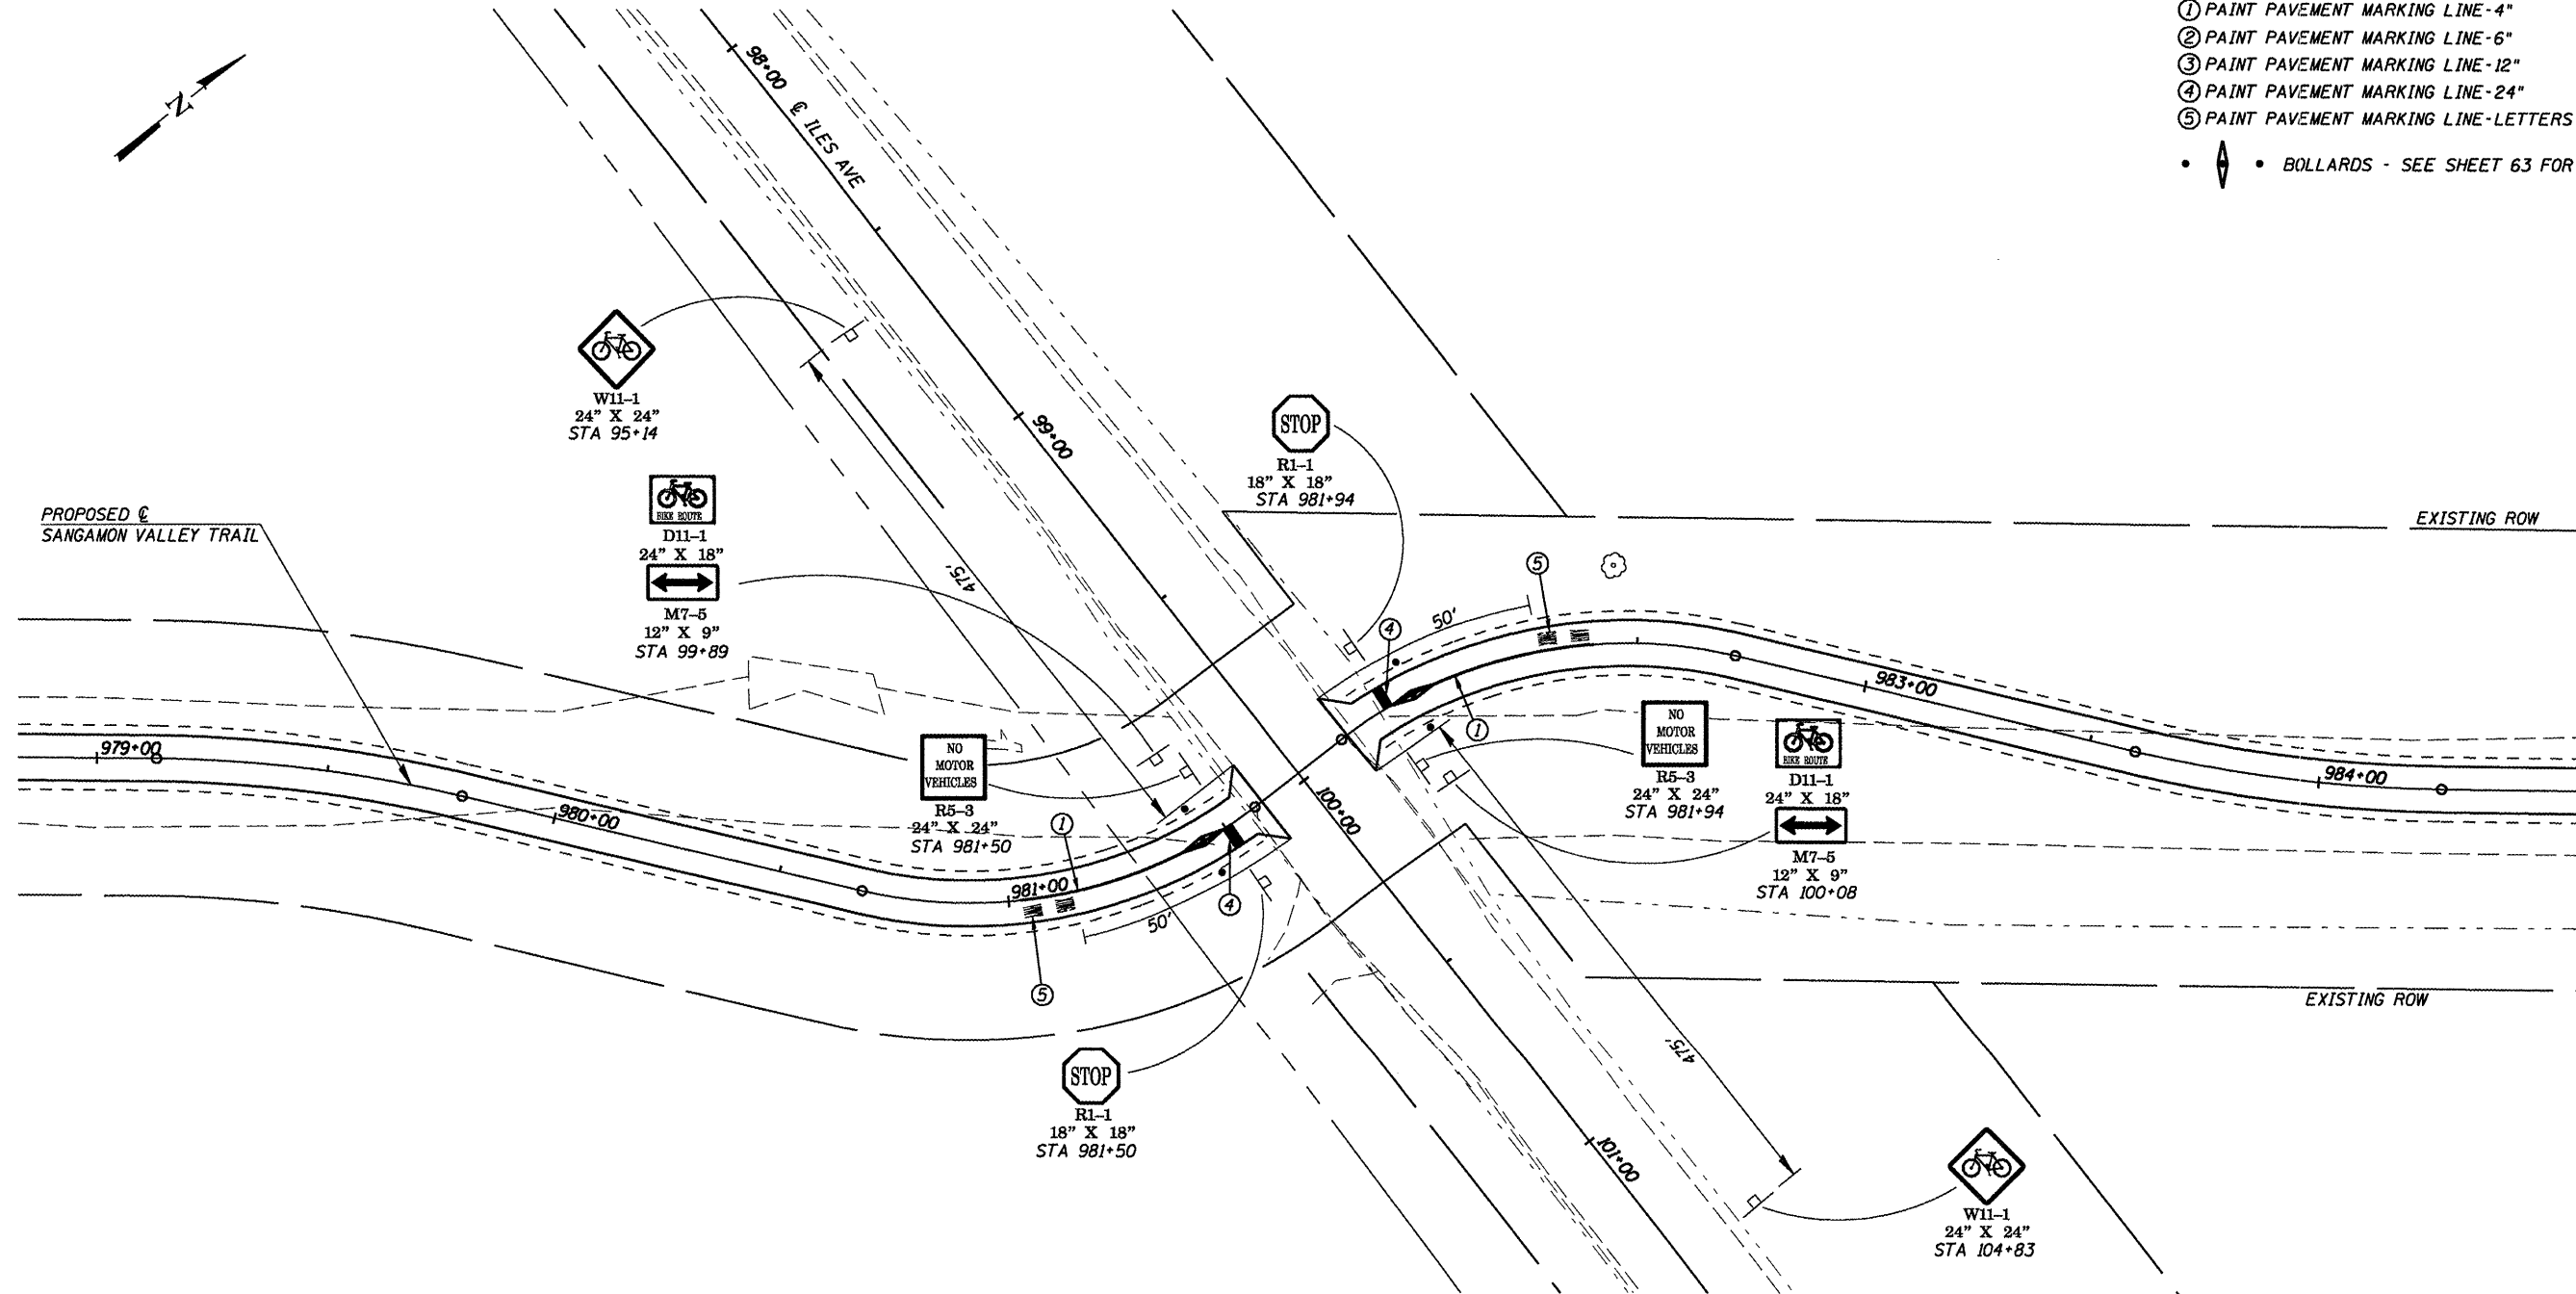 ① PAINT PAVEMENT MARKING LINE-4"
② PAINT PAVEMENT MARKING LINE-6"
③ PAINT PAVEMENT MARKING LINE-12"
④ PAINT PAVEMENT MARKING LINE-24"
⑤ PAINT PAVEMENT MARKING LINE-LETTERS
BOLLARDS - SEE SHEET 63 FOR
N
98+00
℄ ILES AVE
W11-1
24" X 24"
STA 95+14
99+00
STOP
R1-1
18" X 18"
STA 981+94
BIKE ROUTE
D11-1
24" X 18"
M7-5
12" X 9"
STA 99+89
475'
PROPOSED ℄
SANGAMON VALLEY TRAIL
EXISTING ROW
⑤
50'
④
①
983+00
NO
MOTOR
VEHICLES
R5-3
24" X 24"
STA 981+94
BIKE ROUTE
D11-1
24" X 18"
M7-5
12" X 9"
STA 100+08
984+00
979+00
980+00
NO
MOTOR
VEHICLES
R5-3
24" X 24"
STA 981+50
①
981+00
50'
④
⑤
100+00
EXISTING ROW
475'
STOP
R1-1
18" X 18"
STA 981+50
101+00
W11-1
24" X 24"
STA 104+83